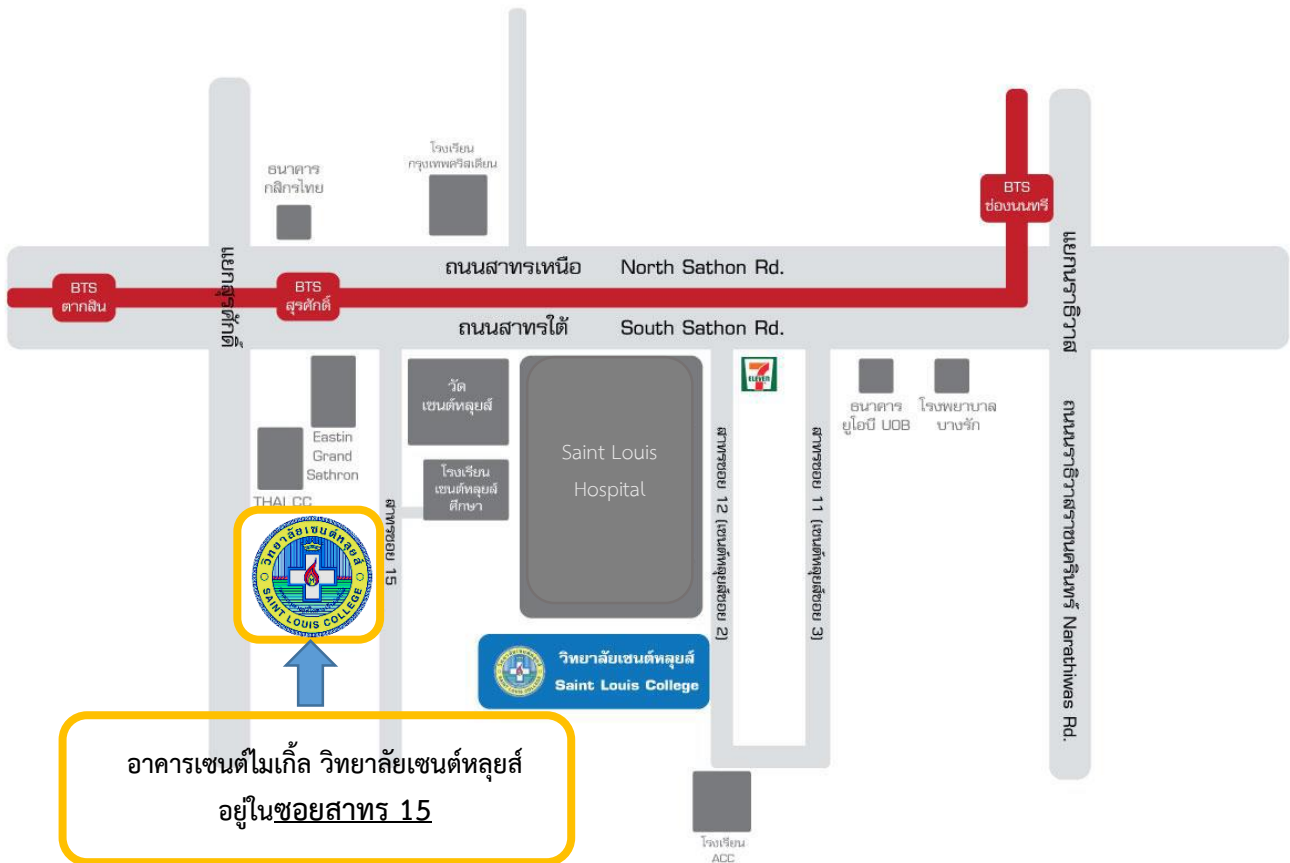 โรงเรียน
กรุงเทพคริสเตียน
ธนาคาร
กสิกรไทย
BTS
ช่องนนทรี
แยกสุรศักดิ์
แยกนราธิวาส
ถนนสาทรเหนือ North Sathon Rd.
BTS
ตากสิน
BTS
สุรศักดิ์
ถนนสาทรใต้ South Sathon Rd.
วัด
เซนต์หลุยส์
7
ELEVEN
ธนาคาร
ยูโอบี UOB
โรงพยาบาล
บางรัก
Eastin
Grand
Sathron
Saint Louis
Hospital
โรงเรียน
เซนต์หลุยส์
ศึกษา
THAI CC
สาทรซอย 15
สาทรซอย 12 (เซนต์หลุยส์ซอย 2)
สาทรซอย 11 (เซนต์หลุยส์ซอย 3)
ถนนนราธิวาสราชนครินทร์ Narathiwas Rd.
วิทยาลัยเซนต์หลุยส์
SAINT LOUIS COLLEGE
วิทยาลัยเซนต์หลุยส์
Saint Louis College
อาคารเซนต์ไมเกิ้ล วิทยาลัยเซนต์หลุยส์
อยู่ในซอยสาทร 15
โรงเรียน
ACC